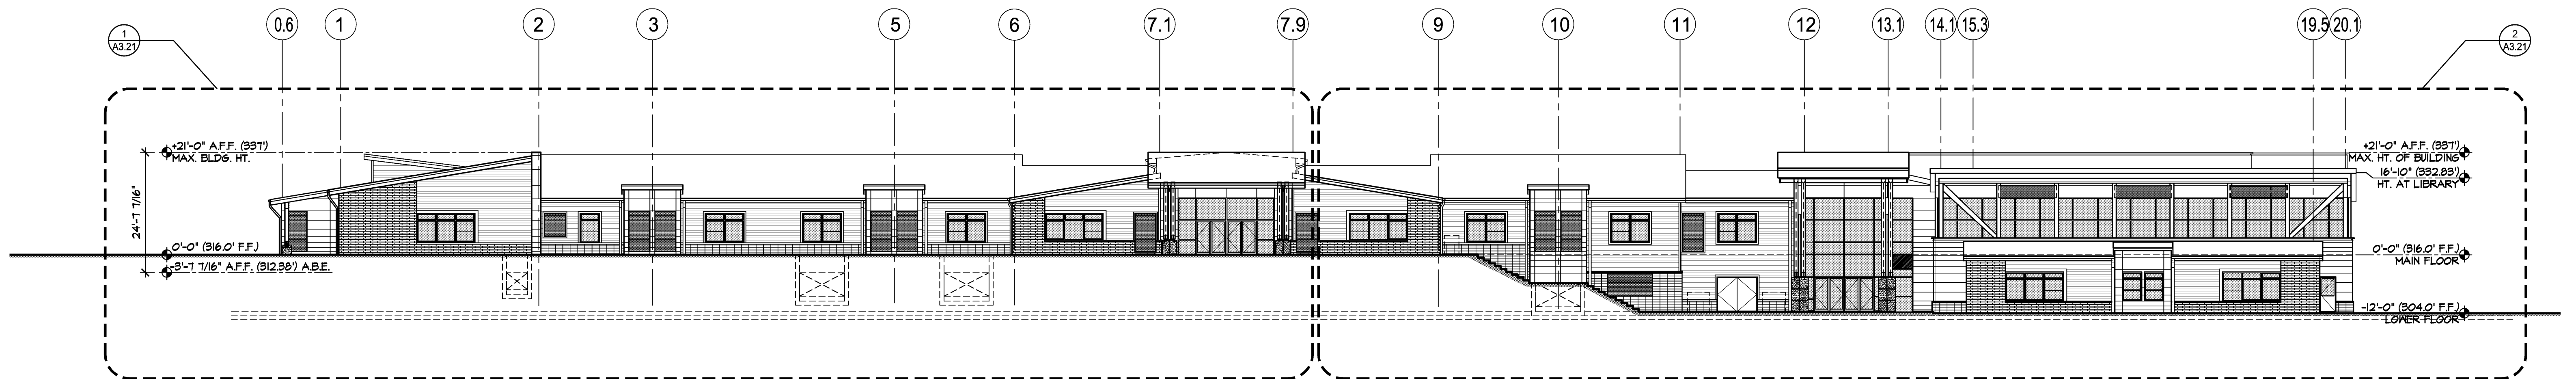 0.6 1 2 3 5 6 7.1 7.9 9 10 11 12 13.1 14.1 15.3 19.5 20.1
1
A3.21
2
A3.21
+21'-0" A.F.F. (337')
MAX. BLDG. HT.
24'-7 7/16"
0'-0" (316.0' F.F.)
-3'-7 7/16" A.F.F. (312.38') A.B.E.
+21'-0" A.F.F. (337')
MAX. HT. OF BUILDING
16'-10" (332.83')
HT. AT LIBRARY
0'-0" (316.0' F.F.)
MAIN FLOOR
-12'-0" (304.0' F.F.)
LOWER FLOOR